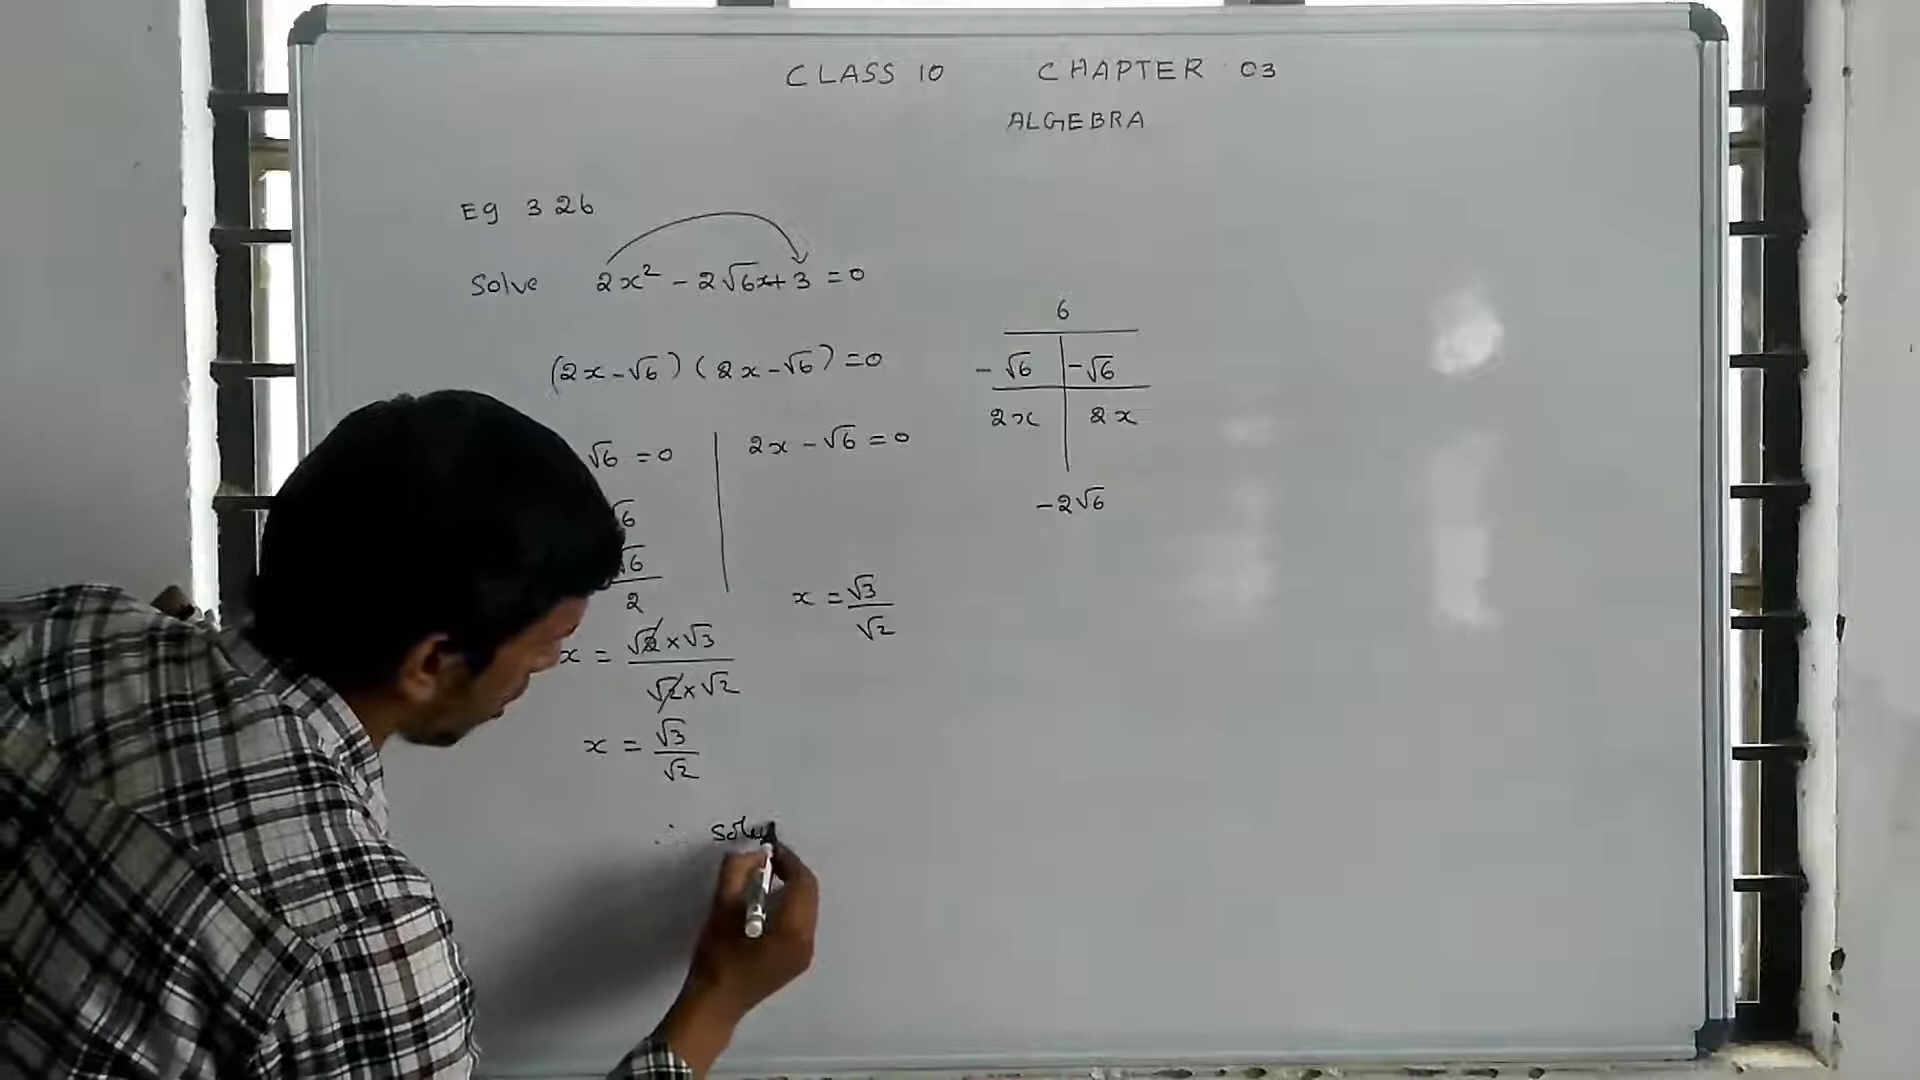 CLASS 10 CHAPTER 03
ALGEBRA
Eg 3 26
Solve 2x² - 2√6x + 3 = 0
(2x - √6) (2x - √6) = 0
√6 = 0
√6
√6
2
x = √2 × √3
√2 × √2
x = √3
√2
∴
2x - √6 = 0
x = √3
√2
6
-√6 -√6
2x 2x
-2√6